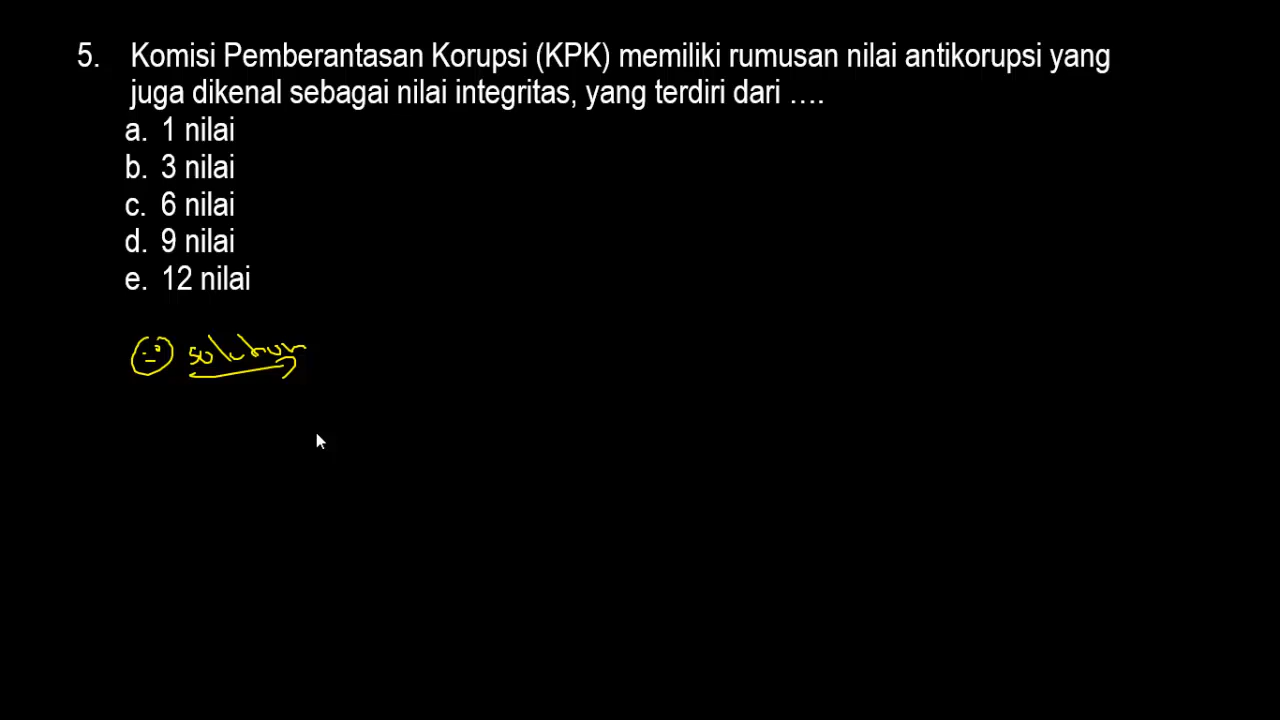 5. Komisi Pemberantasan Korupsi (KPK) memiliki rumusan nilai antikorupsi yang
juga dikenal sebagai nilai integritas, yang terdiri dari ….
a. 1 nilai
b. 3 nilai
c. 6 nilai
d. 9 nilai
e. 12 nilai